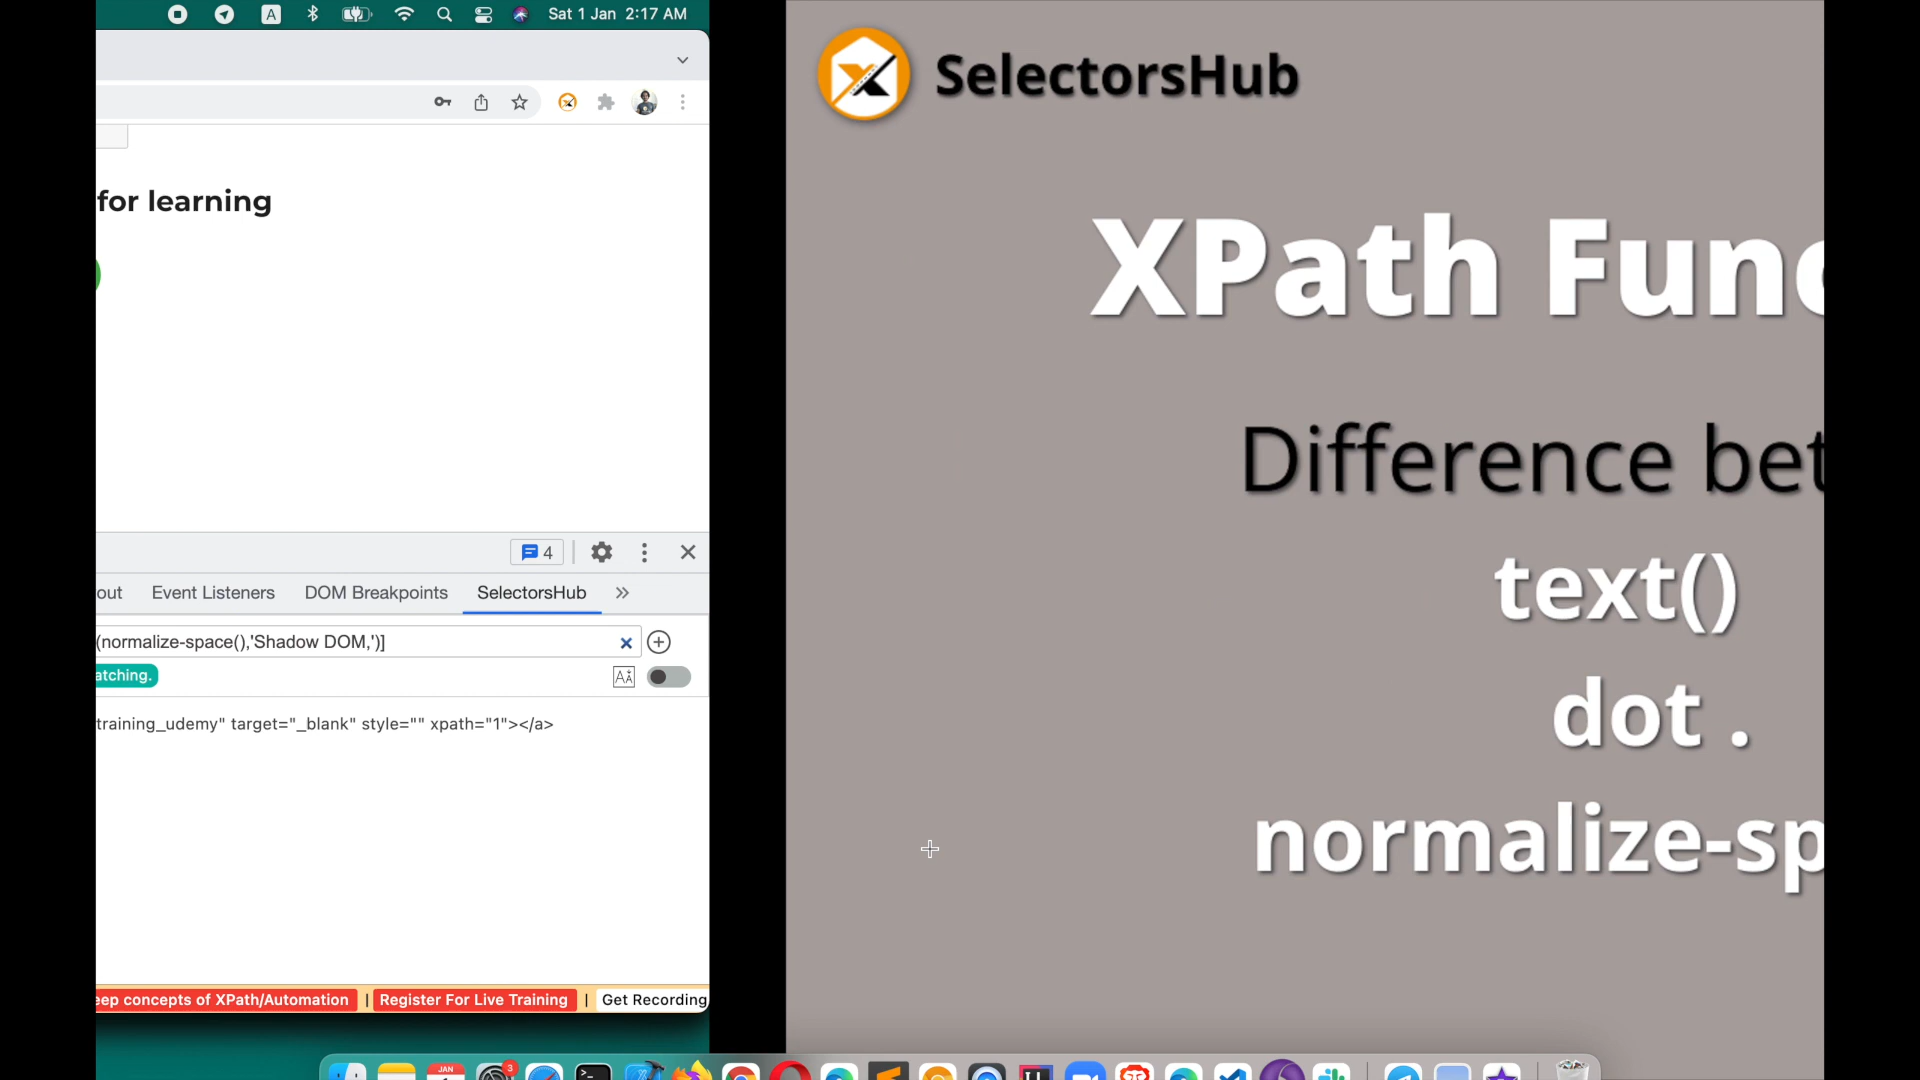 A
Sat 1 Jan 2:17 AM
for learning
4
out Event Listeners DOM Breakpoints SelectorsHub
(normalize-space(),'Shadow DOM,')]
atching.
training_udemy" target="_blank" style="" xpath="1"></a>
eep concepts of XPath/Automation | Register For Live Training | Get Recording
SelectorsHub
XPath Func
Difference bet
text()
dot .
normalize-sp
JAN
3